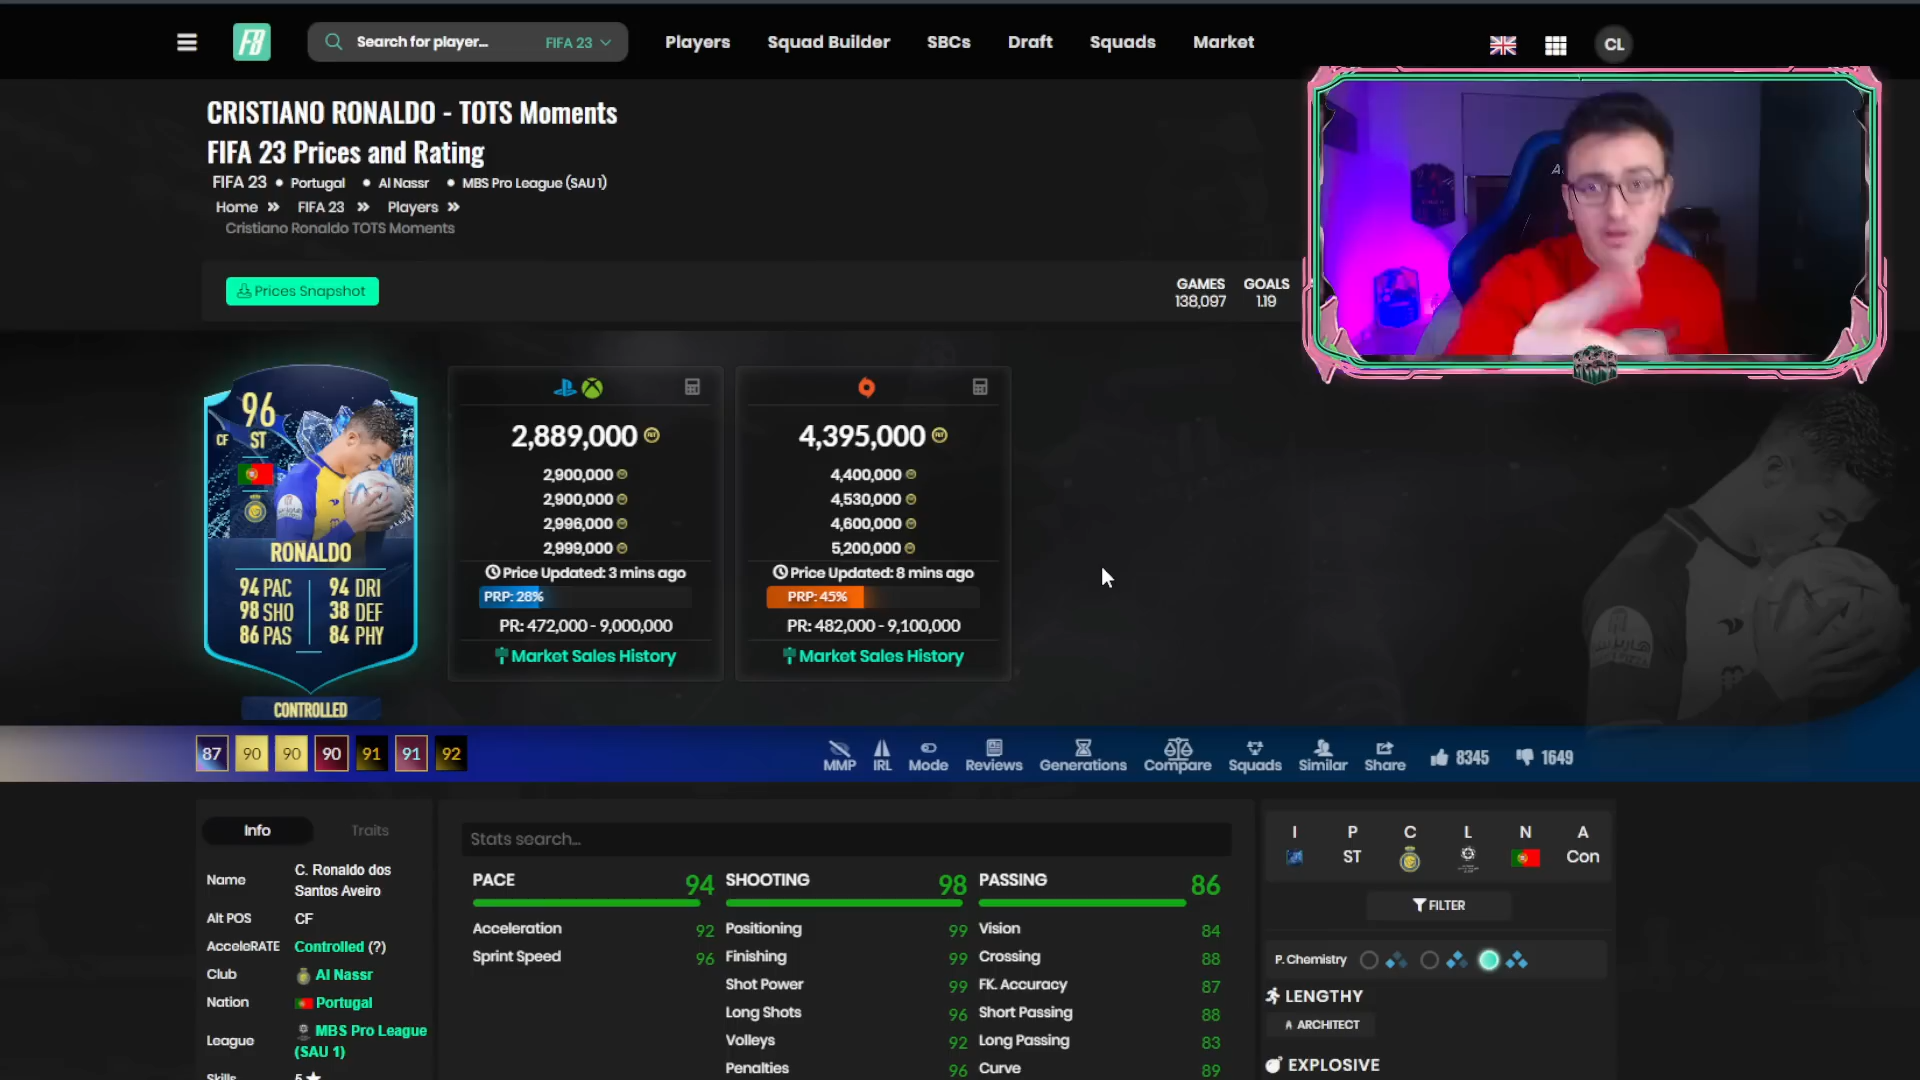 FB
Search for player...
FIFA 23
Players
Squad Builder
SBCs
Draft
Squads
Market
CL
CRISTIANO RONALDO - TOTS Moments
FIFA 23 Prices and Rating
FIFA 23 • Portugal • Al Nassr • MBS Pro League (SAU 1)
Home » FIFA 23 » Players »
Cristiano Ronaldo TOTS Moments
Prices Snapshot
GAMES
138,097
GOALS
1.19
96
CF
ST
RONALDO
94 PAC
98 SHO
86 PAS
94 DRI
38 DEF
84 PHY
CONTROLLED
2,889,000
2,900,000
2,900,000
2,996,000
2,999,000
Price Updated: 3 mins ago
PRP: 28%
PR: 472,000 - 9,000,000
Market Sales History
4,395,000
4,400,000
4,530,000
4,600,000
5,200,000
Price Updated: 8 mins ago
PRP: 45%
PR: 482,000 - 9,100,000
Market Sales History
87 90 90 90 91 91 92
MMP
IRL
Mode
Reviews
Generations
Compare
Squads
Similar
Share
8345
1649
Info
Traits
Name C. Ronaldo dos
Santos Aveiro
Alt POS CF
AcceleRATE Controlled (?)
Club Al Nassr
Nation Portugal
League MBS Pro League
(SAU 1)
Skills 5★
Stats search...
PACE 94
Acceleration 92
Sprint Speed 96
SHOOTING 98
Positioning 99
Finishing 99
Shot Power 99
Long Shots 96
Volleys 92
Penalties 96
PASSING 86
Vision 84
Crossing 88
FK. Accuracy 87
Short Passing 88
Long Passing 83
Curve 89
I P C L N A
ST Con
FILTER
P. Chemistry
LENGTHY
ARCHITECT
EXPLOSIVE